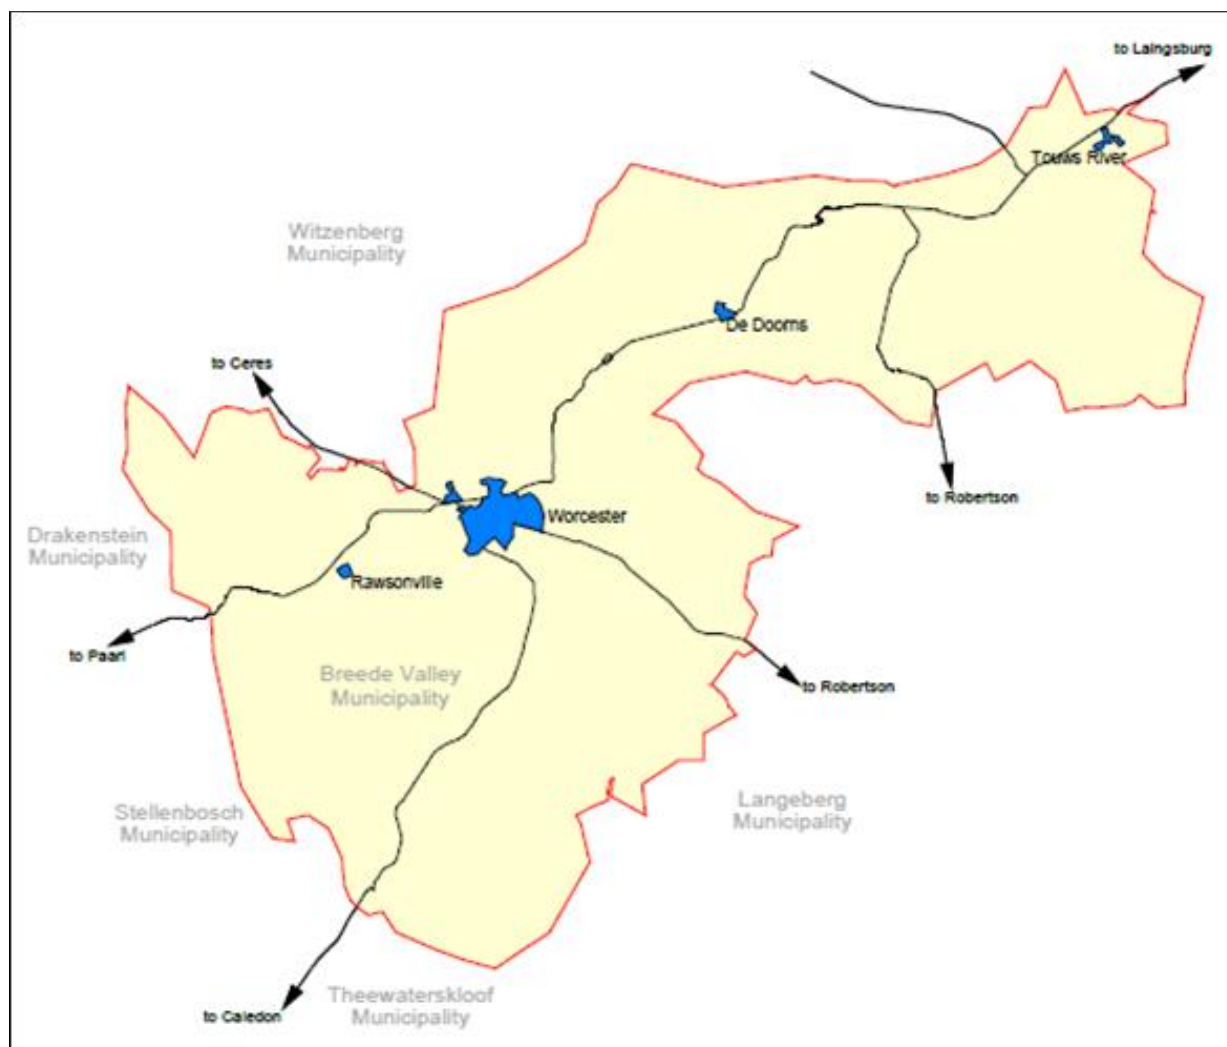 to Laingsburg
Touws River
Witzenberg
Municipality
De Doorns
to Ceres
to Robertson
Worcester
Drakenstein
Municipality
Rawsonville
to Paarl
Breede Valley
Municipality
to Robertson
Stellenbosch
Municipality
Langeberg
Municipality
Theewaterskloof
Municipality
to Caledon